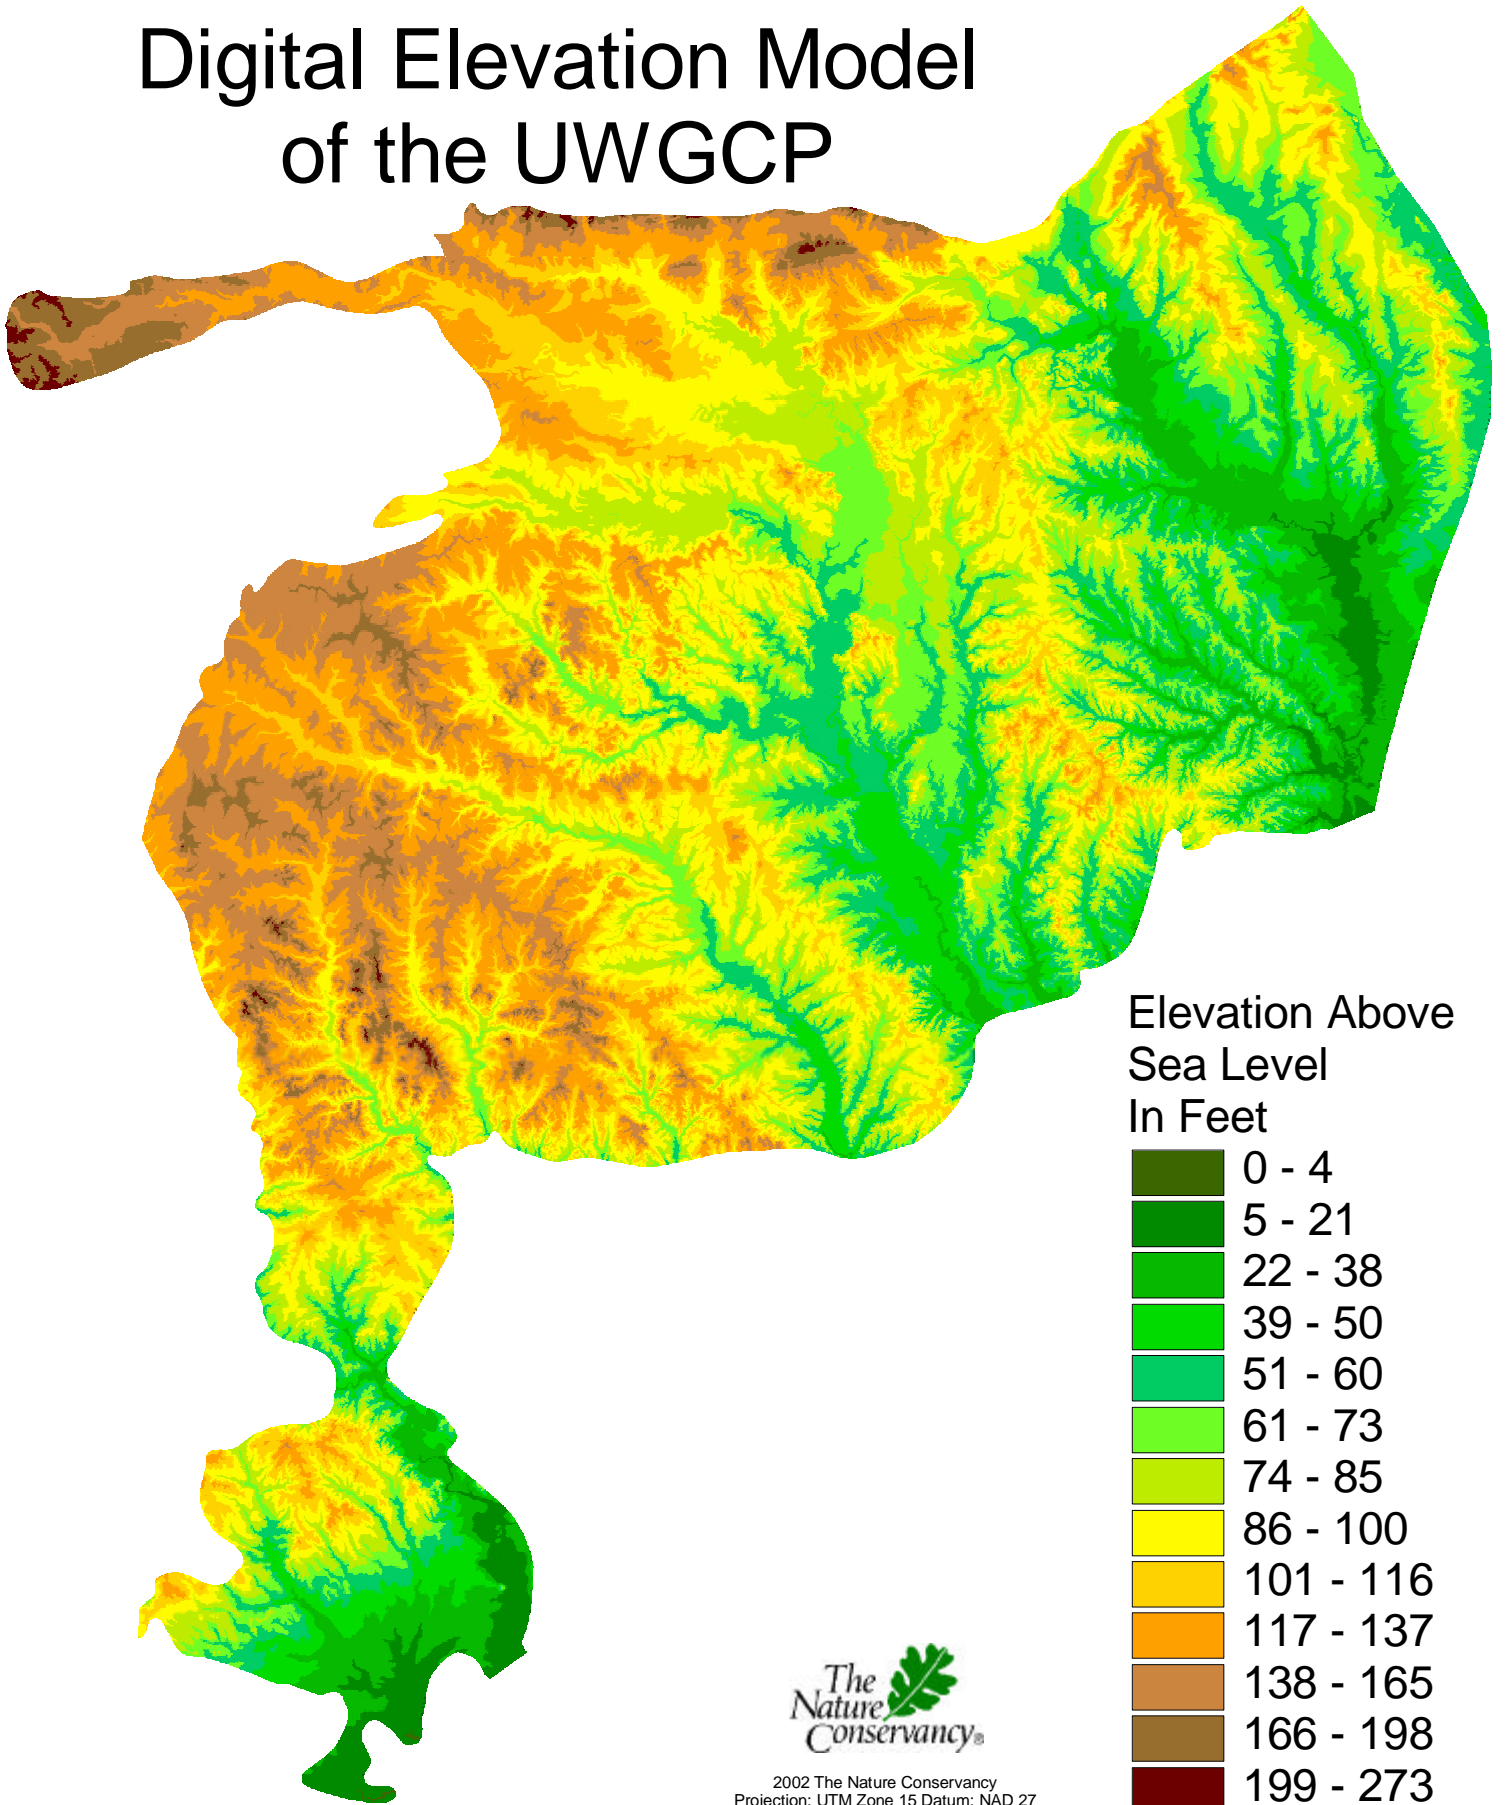 Digital Elevation Model
of the UWGCP
Elevation Above
Sea Level
In Feet
0 - 4
5 - 21
22 - 38
39 - 50
51 - 60
61 - 73
74 - 85
86 - 100
101 - 116
117 - 137
138 - 165
166 - 198
199 - 273
The
Nature
Conservancy®
2002 The Nature Conservancy
Projection: UTM Zone 15 Datum: NAD 27